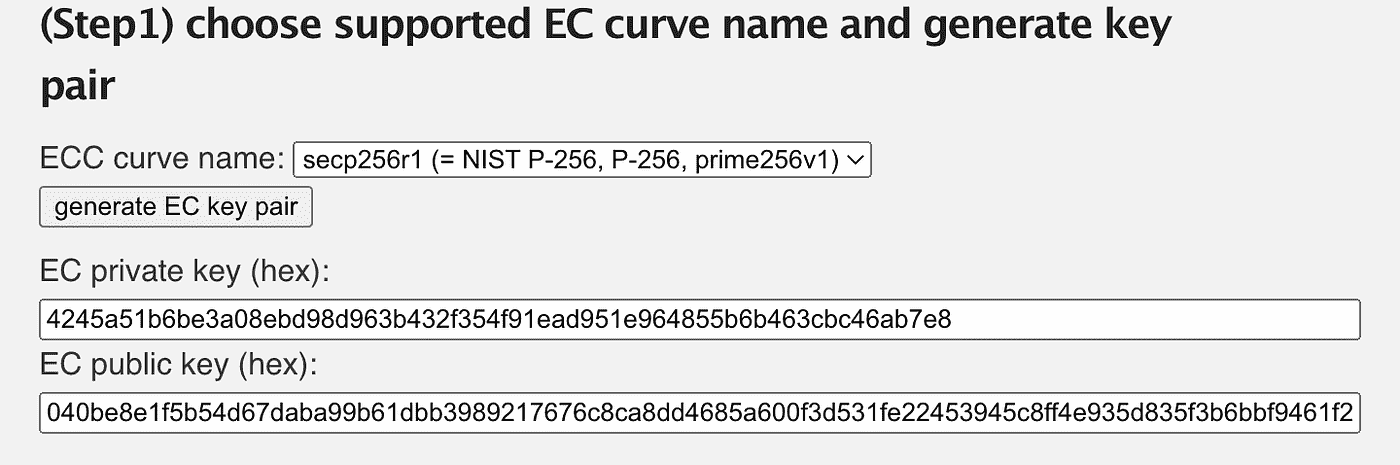 (Step1) choose supported EC curve name and generate key
pair
ECC curve name: secp256r1 (= NIST P-256, P-256, prime256v1)
generate EC key pair
EC private key (hex):
4245a51b6be3a08ebd98d963b432f354f91ead951e964855b6b463cbc46ab7e8
EC public key (hex):
040be8e1f5b54d67daba99b61dbb3989217676c8ca8dd4685a600f3d531fe22453945c8ff4e935d835f3b6bbf9461f2